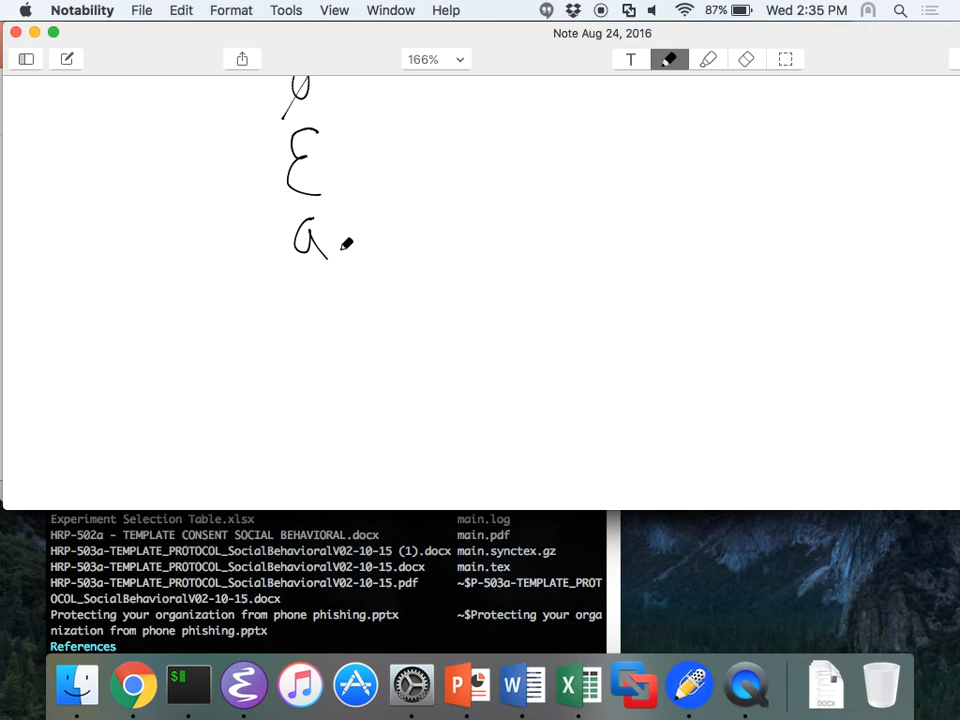 Notability File Edit Format Tools View Window Help 87% Wed 2:35 PM
Note Aug 24, 2016
166% T
ε
a
Experiment Selection Table.xlsx main.log
HRP-502a - TEMPLATE CONSENT SOCIAL BEHAVIORAL.docx main.pdf
HRP-503a-TEMPLATE_PROTOCOL_SocialBehavioralV02-10-15 (1).docx main.synctex.gz
HRP-503a-TEMPLATE_PROTOCOL_SocialBehavioralV02-10-15.docx main.tex
HRP-503a-TEMPLATE_PROTOCOL_SocialBehavioralV02-10-15.pdf ~$P-503a-TEMPLATE_PROT
OCOL_SocialBehavioralV02-10-15.docx
Protecting your organization from phone phishing.pptx ~$Protecting your orga
nization from phone phishing.pptx
References
$
P W X
DOCX